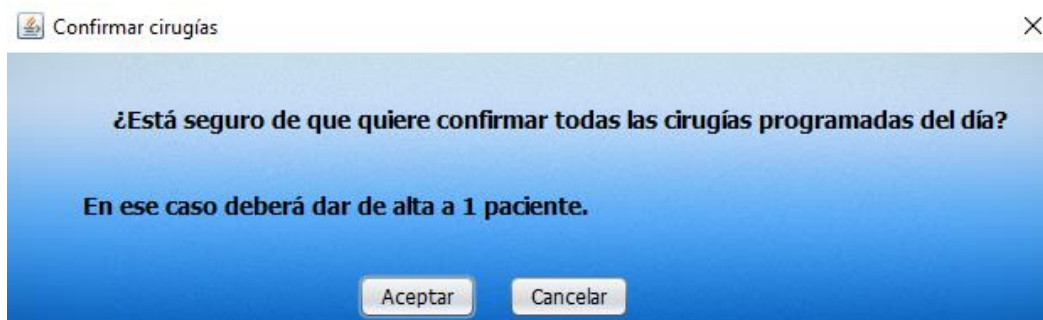 Confirmar cirugías
¿Está seguro de que quiere confirmar todas las cirugías programadas del día?
En ese caso deberá dar de alta a 1 paciente.
Aceptar Cancelar